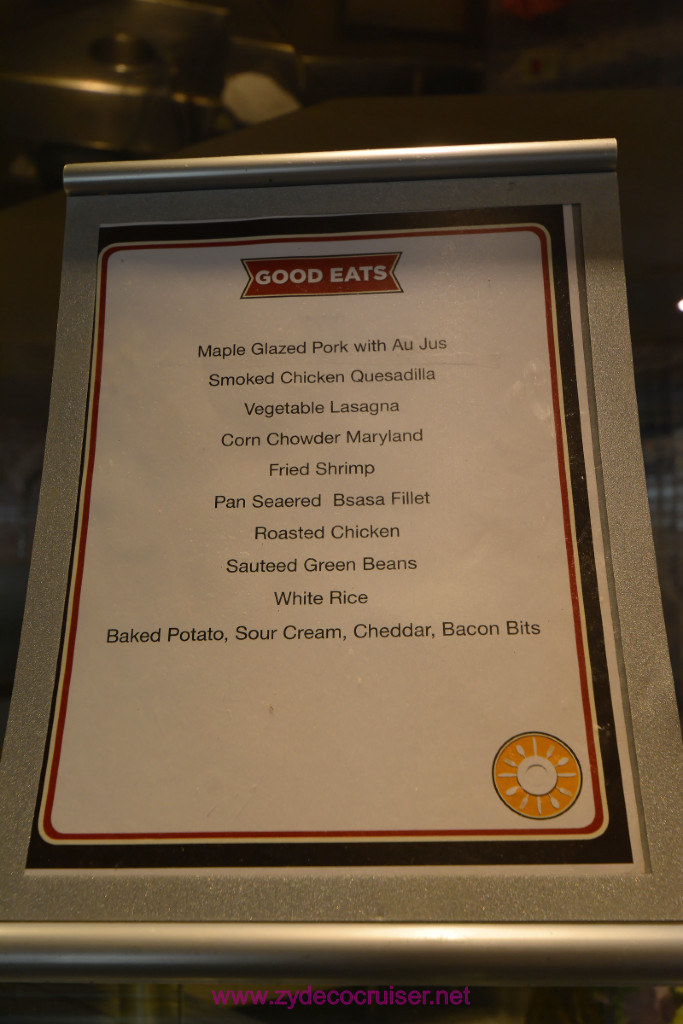 GOOD EATS
Maple Glazed Pork with Au Jus
Smoked Chicken Quesadilla
Vegetable Lasagna
Corn Chowder Maryland
Fried Shrimp
Pan Seaered Bsasa Fillet
Roasted Chicken
Sauteed Green Beans
White Rice
Baked Potato, Sour Cream, Cheddar, Bacon Bits
www.zydecocruiser.net